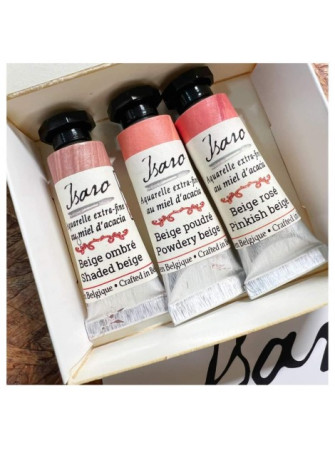 Isaro
Aquarelle extra-fine
au miel d'acacia
Beige ombré
Shaded beige
en Belgique • Crafted in Be
Isaro
Aquarelle extra-fine
au miel d'acacia
Beige poudré
Powdery beige
en Belgique • Crafted in
Isaro
Aquarelle extra-fine
au miel d'acacia
Beige rosé
Pinkish beige
en Belgique • Crafted in
Isaro